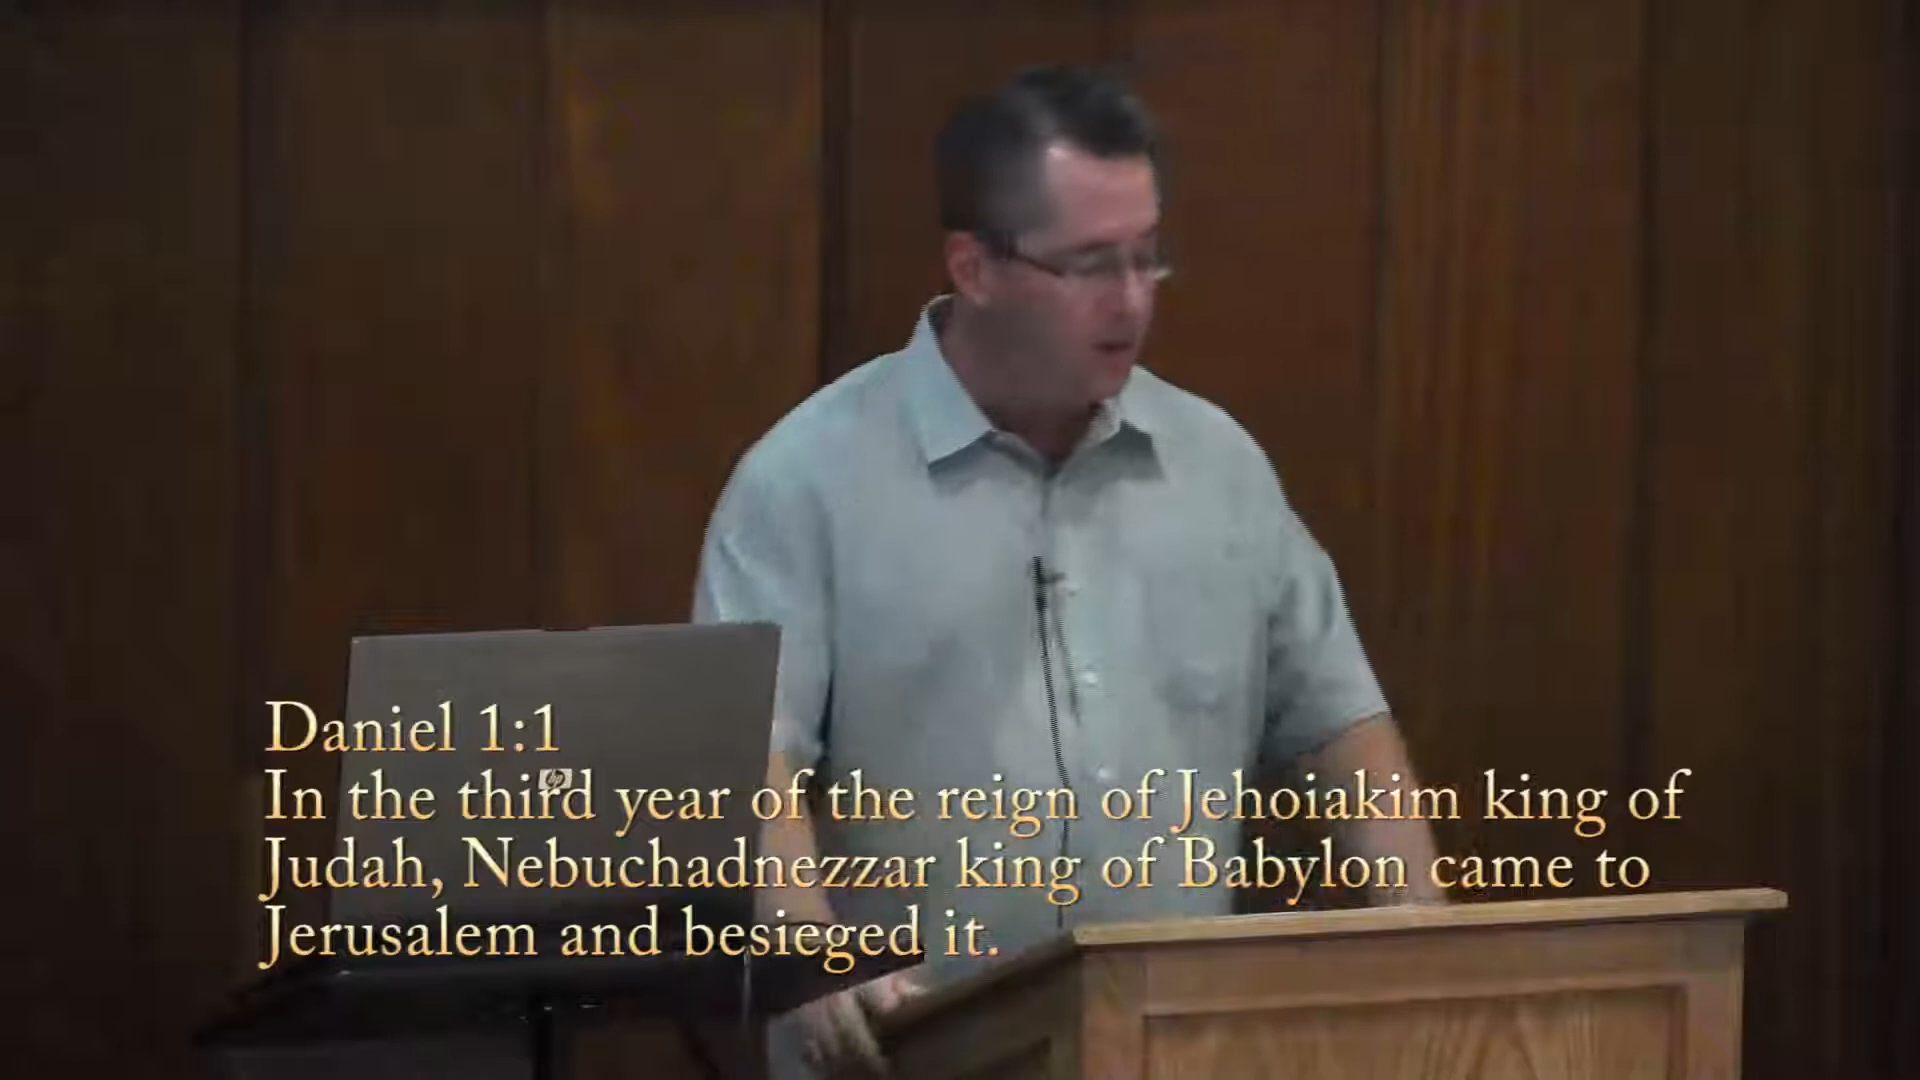 Daniel 1:1
In the third year of the reign of Jehoiakim king of
Judah, Nebuchadnezzar king of Babylon came to
Jerusalem and besieged it.
hp